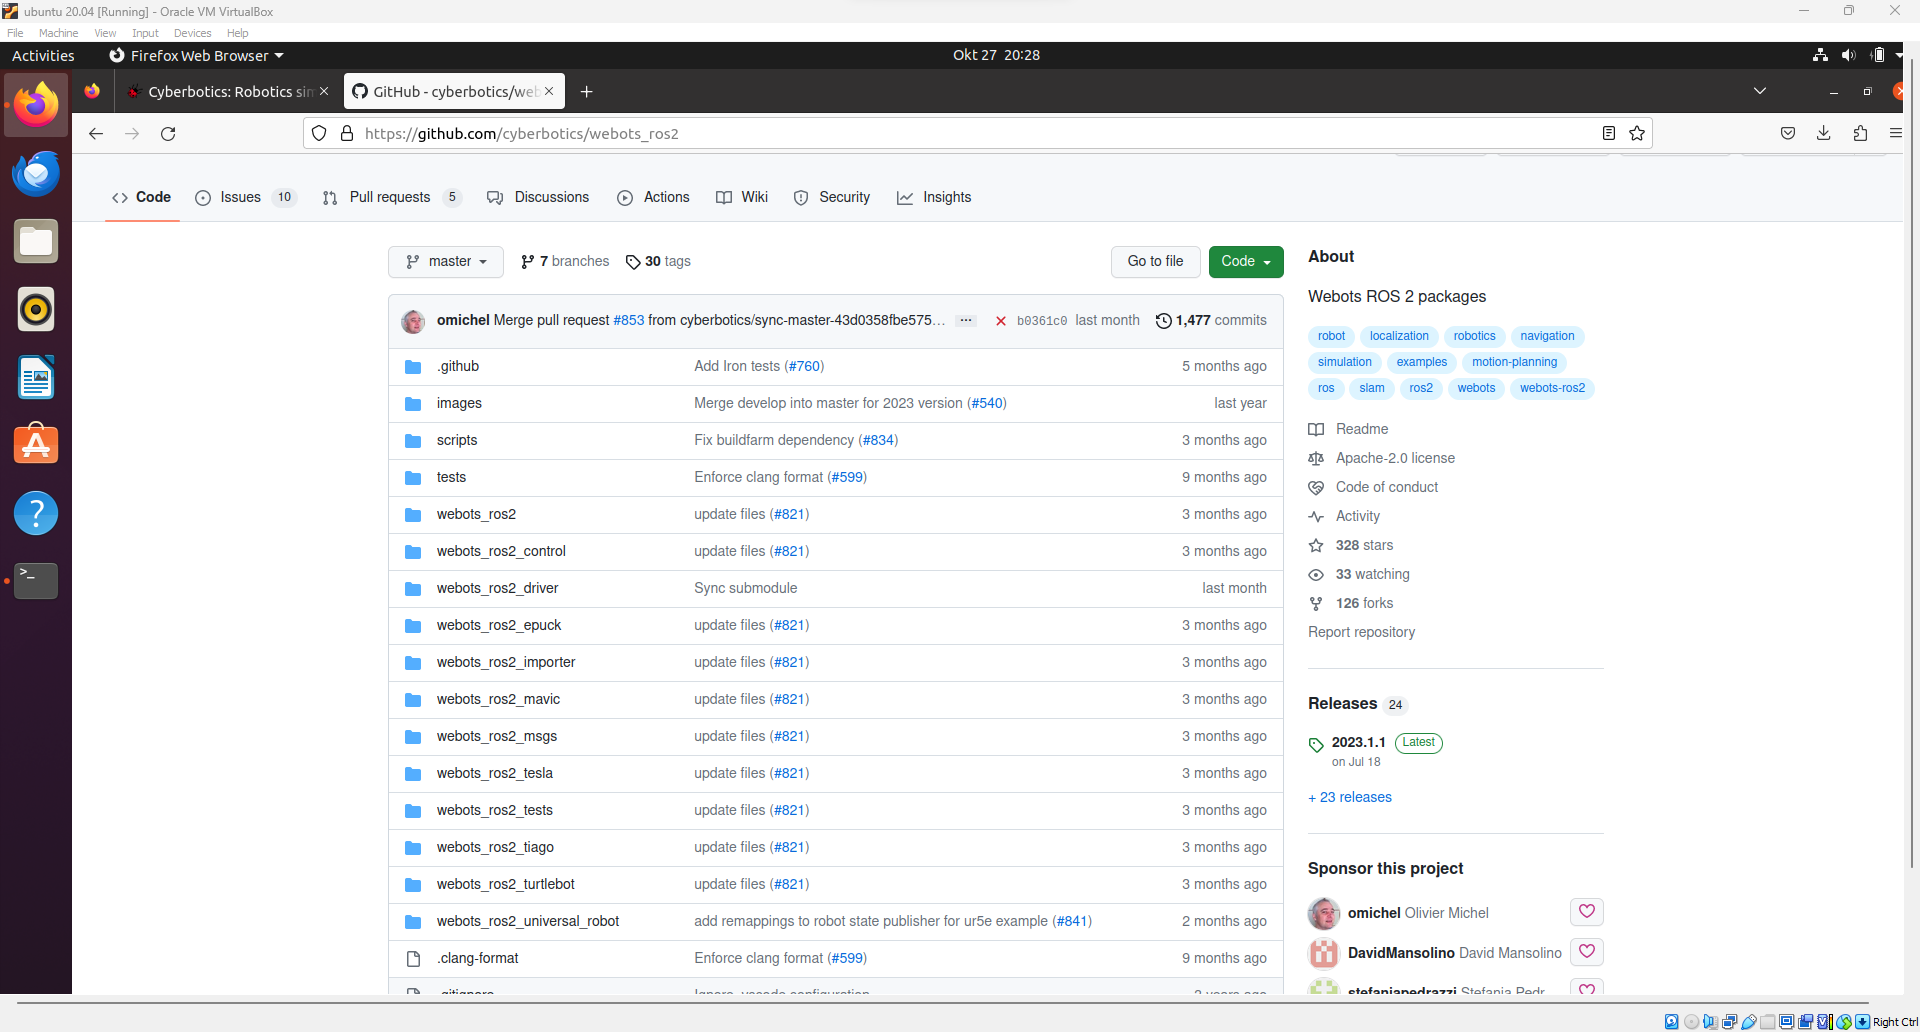 ubuntu 20.04 [Running] - Oracle VM VirtualBox
File Machine View Input Devices Help
Activities Firefox Web Browser Okt 27 20:28
Cyberbotics: Robotics sim GitHub - cyberbotics/web
https://github.com/cyberbotics/webots_ros2
Code Issues 10 Pull requests 5 Discussions Actions Wiki Security Insights
master 7 branches 30 tags Go to file Code
omichel Merge pull request #853 from cyberbotics/sync-master-43d0358fbe575... b0361c0 last month 1,477 commits
.github Add Iron tests (#760) 5 months ago
images Merge develop into master for 2023 version (#540) last year
scripts Fix buildfarm dependency (#834) 3 months ago
tests Enforce clang format (#599) 9 months ago
webots_ros2 update files (#821) 3 months ago
webots_ros2_control update files (#821) 3 months ago
webots_ros2_driver Sync submodule last month
webots_ros2_epuck update files (#821) 3 months ago
webots_ros2_importer update files (#821) 3 months ago
webots_ros2_mavic update files (#821) 3 months ago
webots_ros2_msgs update files (#821) 3 months ago
webots_ros2_tesla update files (#821) 3 months ago
webots_ros2_tests update files (#821) 3 months ago
webots_ros2_tiago update files (#821) 3 months ago
webots_ros2_turtlebot update files (#821) 3 months ago
webots_ros2_universal_robot add remappings to robot state publisher for ur5e example (#841) 2 months ago
.clang-format Enforce clang format (#599) 9 months ago
.gitignore Ignore .vscode configuration 2 years ago
About
Webots ROS 2 packages
robot localization robotics navigation
simulation examples motion-planning
ros slam ros2 webots webots-ros2
Readme
Apache-2.0 license
Code of conduct
Activity
328 stars
33 watching
126 forks
Report repository
Releases 24
2023.1.1 Latest
on Jul 18
+ 23 releases
Sponsor this project
omichel Olivier Michel
DavidMansolino David Mansolino
stefaniapedrazzi Stefania Pedr
Right Ctrl